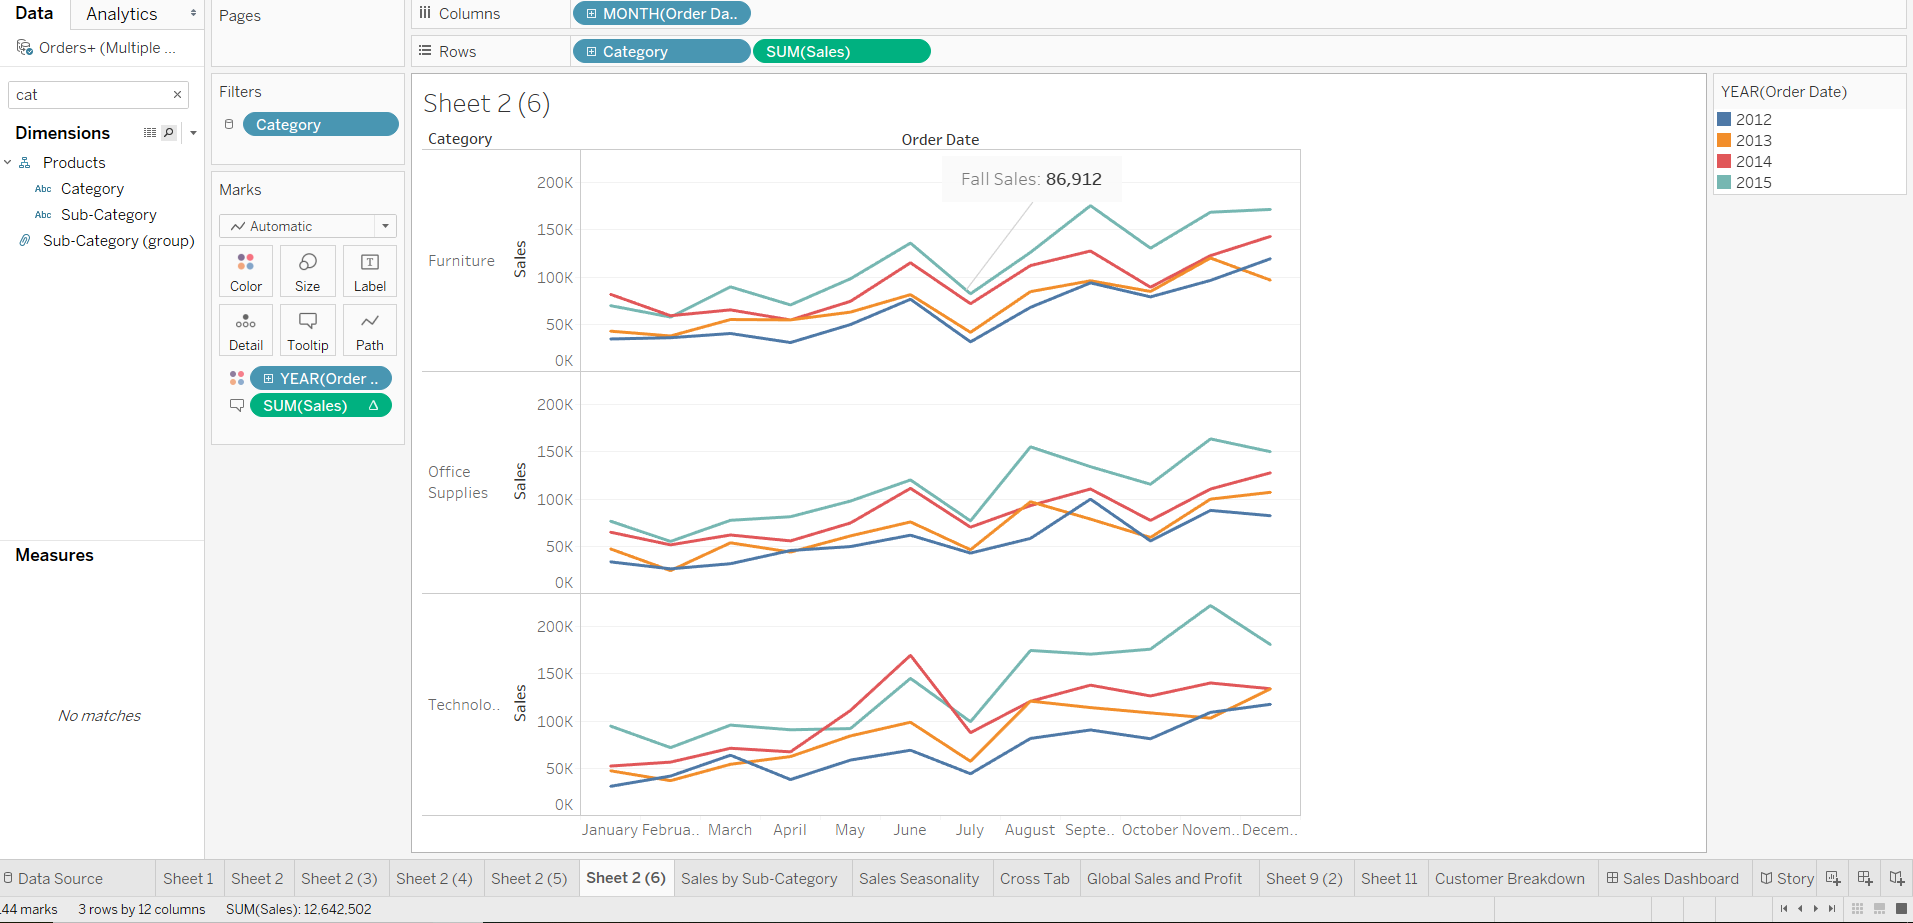 Data
Analytics
Orders+ (Multiple ...
cat
Dimensions
Products
Abc Category
Abc Sub-Category
Sub-Category (group)
Measures
No matches
Pages
Filters
Category
Marks
Automatic
Color
Size
Label
Detail
Tooltip
Path
YEAR(Order ..
SUM(Sales)
Columns
MONTH(Order Da..
Rows
Category
SUM(Sales)
Sheet 2 (6)
Category
Order Date
Fall Sales: 86,912
Furniture
Sales
200K
150K
100K
50K
0K
Office
Supplies
Sales
200K
150K
100K
50K
0K
Technolo..
Sales
200K
150K
100K
50K
0K
January Februa.. March April May June July August Septe.. October Novem.. Decem..
YEAR(Order Date)
2012
2013
2014
2015
Data Source Sheet 1 Sheet 2 Sheet 2 (3) Sheet 2 (4) Sheet 2 (5) Sheet 2 (6) Sales by Sub-Category Sales Seasonality Cross Tab Global Sales and Profit Sheet 9 (2) Sheet 11 Customer Breakdown Sales Dashboard Story
44 marks 3 rows by 12 columns SUM(Sales): 12,642,502